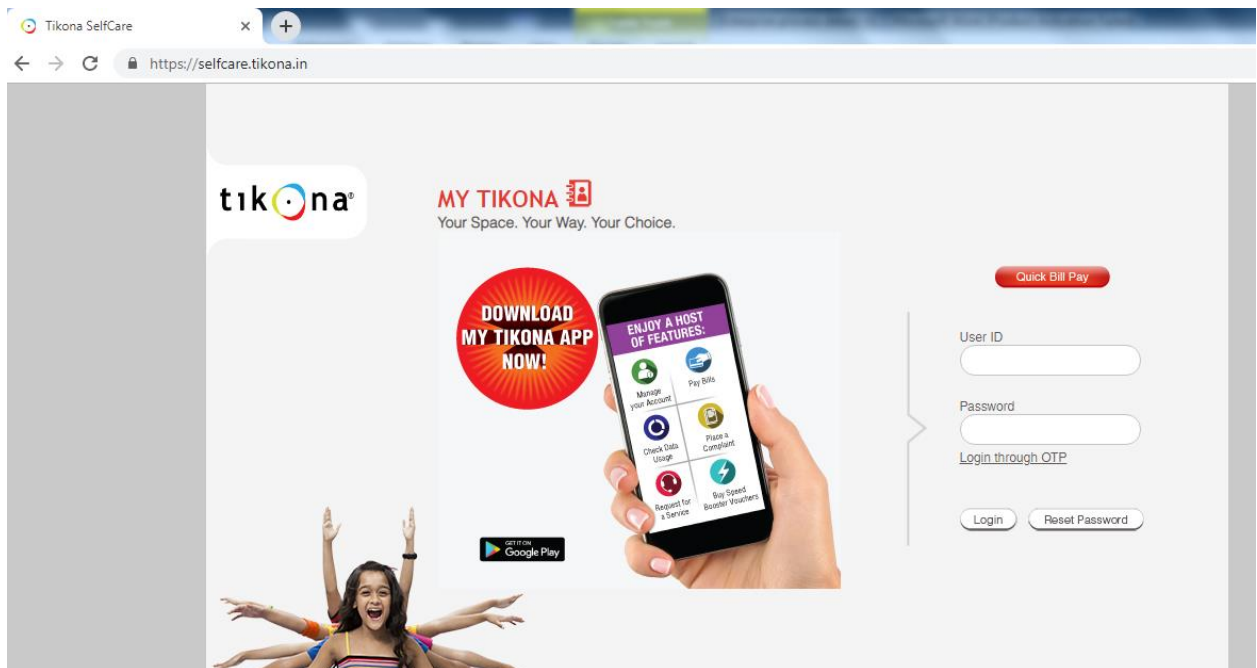 Tikona SelfCare
https://selfcare.tikona.in
tıkona®
MY TIKONA
Your Space. Your Way. Your Choice.
DOWNLOAD
MY TIKONA APP
NOW!
ENJOY A HOST
OF FEATURES:
Manage
your Account
Pay Bills
Check Data
Usage
Place a
Complaint
Request for
a Service
Buy Speed
Booster Vouchers
GET IT ON
Google Play
Quick Bill Pay
User ID
Password
Login through OTP
Login
Reset Password